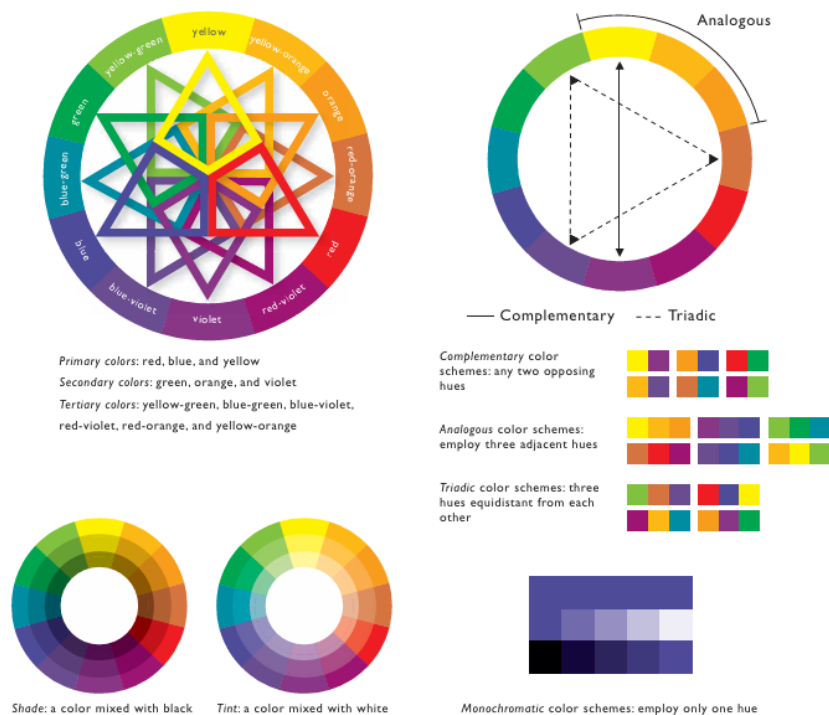 yellow
yellow-orange
orange
red-orange
red
red-violet
violet
blue-violet
blue
blue-green
green
yellow-green
Primary colors: red, blue, and yellow
Secondary colors: green, orange, and violet
Tertiary colors: yellow-green, blue-green, blue-violet,
red-violet, red-orange, and yellow-orange
Analogous
Complementary
Triadic
Complementary color
schemes: any two opposing
hues
Analogous color schemes:
employ three adjacent hues
Triadic color schemes: three
hues equidistant from each
other
Shade: a color mixed with black
Tint: a color mixed with white
Monochromatic color schemes: employ only one hue